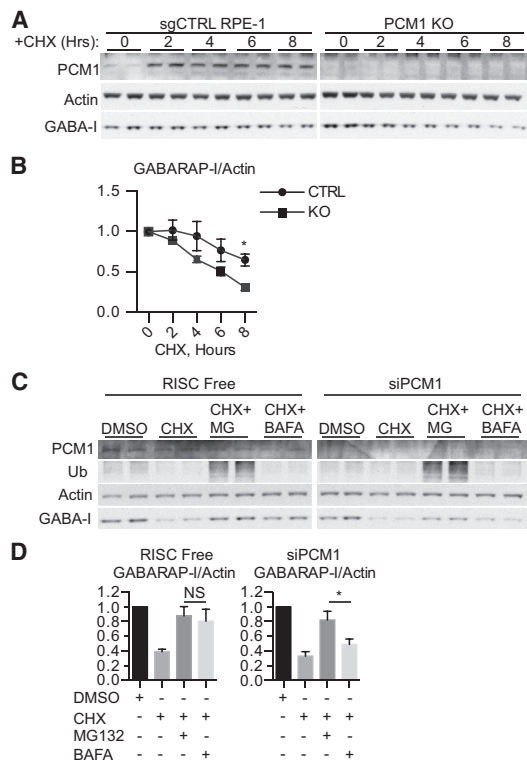 A
sgCTRL RPE-1 PCM1 KO
+CHX (Hrs): 0 2 4 6 8 0 2 4 6 8
PCM1
Actin
GABA-I
B
GABARAP-I/Actin
1.5
1.0
0.5
0.0
CTRL
KO
*
0 2 4 6 8
CHX, Hours
C
RISC Free siPCM1
DMSO CHX CHX+ MG CHX+ BAFA DMSO CHX CHX+ MG CHX+ BAFA
PCM1
Ub
Actin
GABA-I
D
RISC Free siPCM1
GABARAP-I/Actin GABARAP-I/Actin
1.2 1.2
1.0 NS 1.0 *
0.8 0.8
0.6 0.6
0.4 0.4
0.2 0.2
0.0 0.0
DMSO + - - - + - - -
CHX - + + + - + + +
MG132 - - + - - - + -
BAFA - - - + - - - +